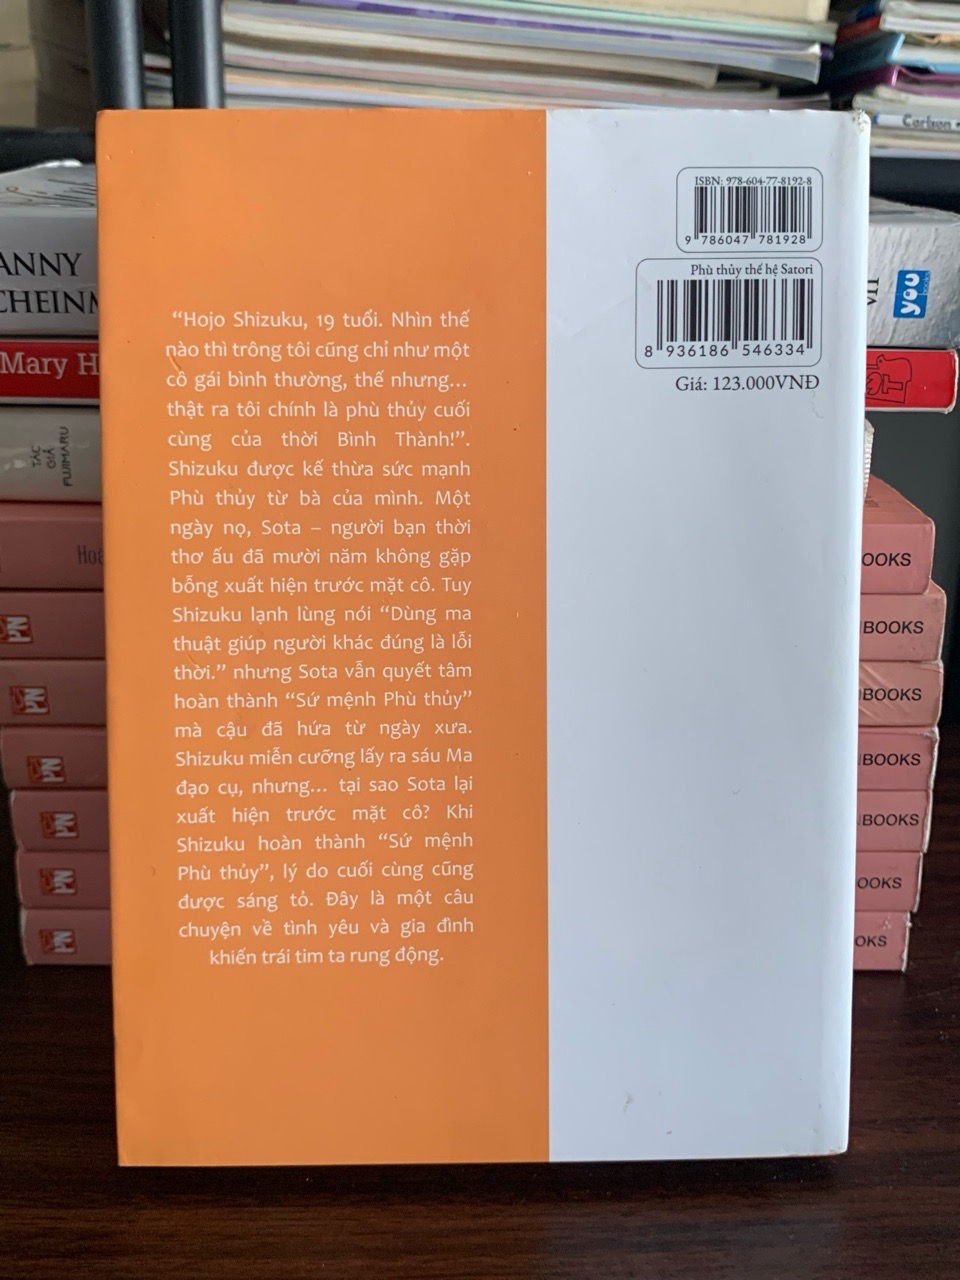 Carlson
ANNY
CHEIN
Mary H
TÁC
GIẢ
FUJIMARU
Hoa
VII
you
books
OOKS
BOOKS
BOOKS
BOOKS
NBOOKS
OOKS
OKS
ISBN: 978-604-77-8192-8
9 786047 781928
Phù thủy thế hệ Satori
8 936186 546334
Giá: 123.000VNĐ
“Hojo Shizuku, 19 tuổi. Nhìn thế
nào thì trông tôi cũng chỉ như một
cô gái bình thường, thế nhưng...
thật ra tôi chính là phù thủy cuối
cùng của thời Bình Thành!”.
Shizuku được kế thừa sức mạnh
Phù thủy từ bà của mình. Một
ngày nọ, Sota – người bạn thời
thơ ấu đã mười năm không gặp
bỗng xuất hiện trước mặt cô. Tuy
Shizuku lạnh lùng nói “Dùng ma
thuật giúp người khác đúng là lỗi
thời.” nhưng Sota vẫn quyết tâm
hoàn thành “Sứ mệnh Phù thủy”
mà cậu đã hứa từ ngày xưa.
Shizuku miễn cưỡng lấy ra sáu Ma
đạo cụ, nhưng... tại sao Sota lại
xuất hiện trước mặt cô? Khi
Shizuku hoàn thành “Sứ mệnh
Phù thủy”, lý do cuối cùng cũng
được sáng tỏ. Đây là một câu
chuyện về tình yêu và gia đình
khiến trái tim ta rung động.